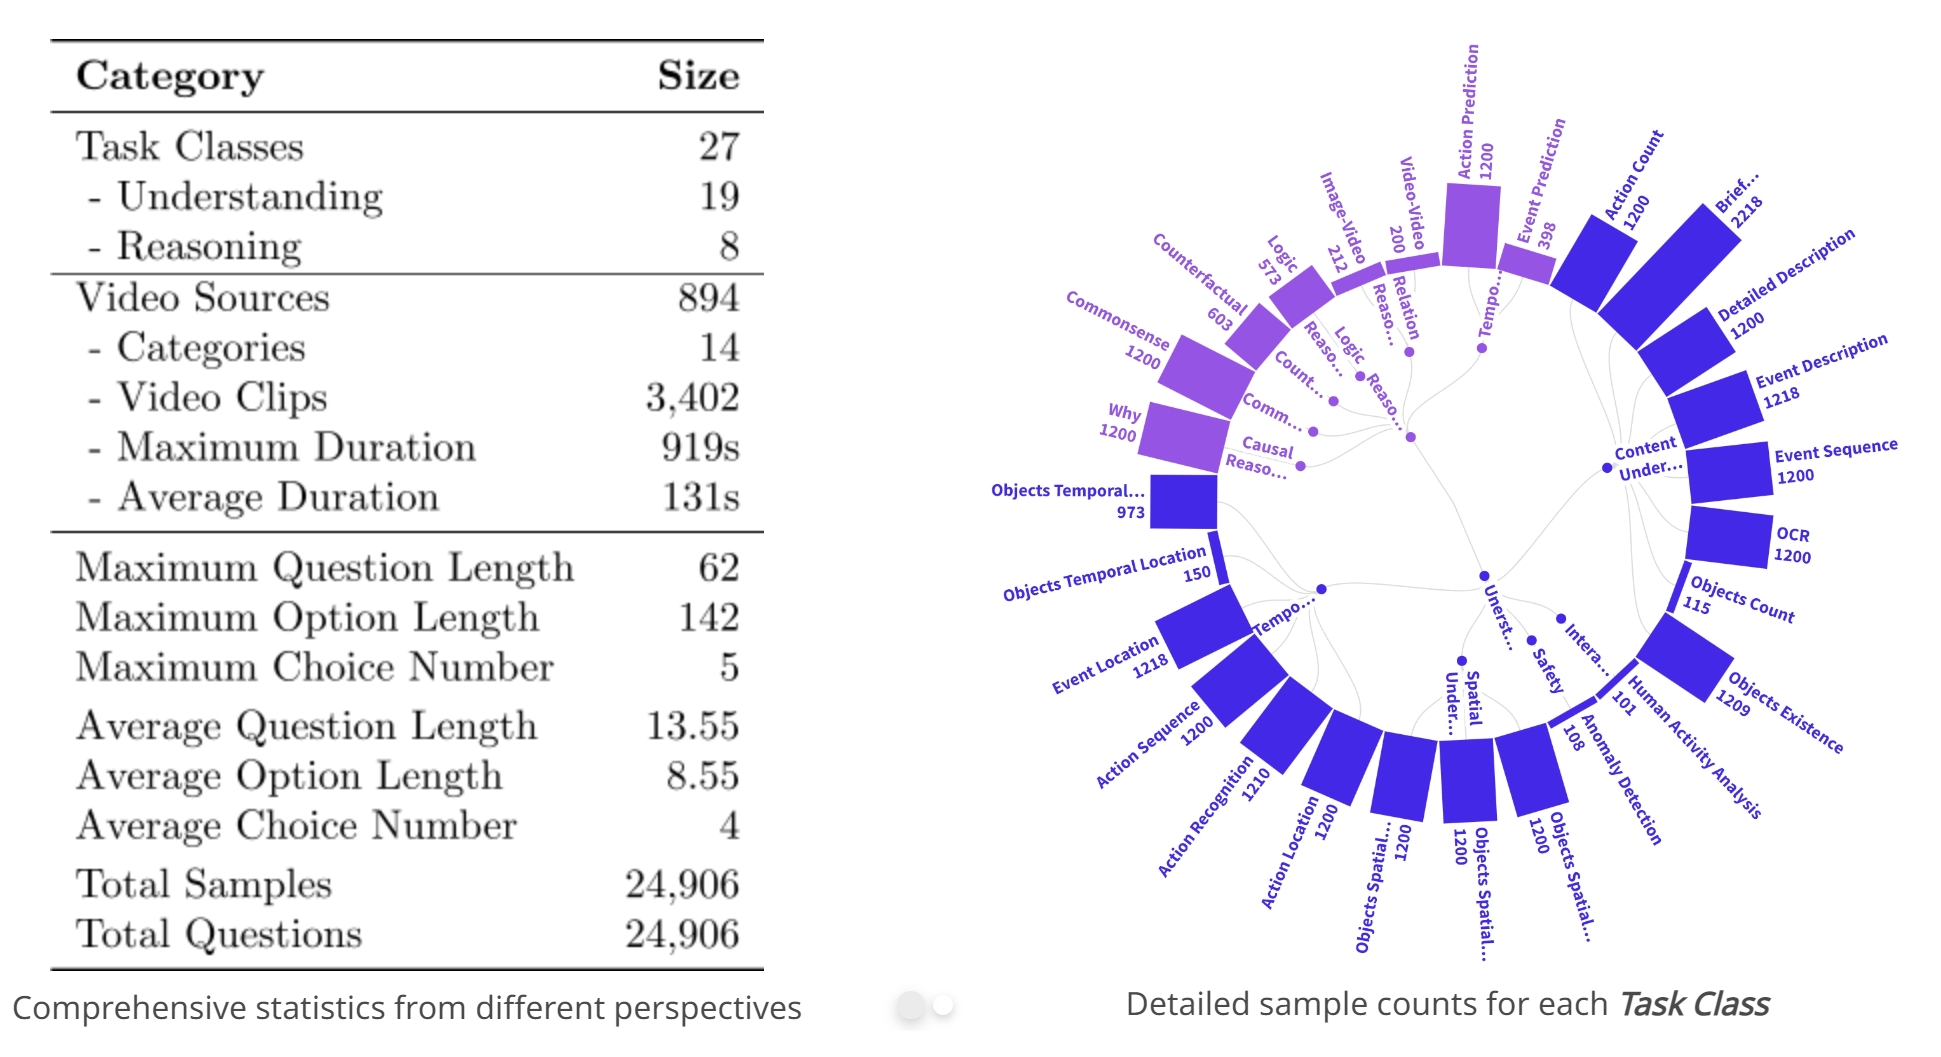 Category Size
Task Classes 27
- Understanding 19
- Reasoning 8
Video Sources 894
- Categories 14
- Video Clips 3,402
- Maximum Duration 919s
- Average Duration 131s
Maximum Question Length 62
Maximum Option Length 142
Maximum Choice Number 5
Average Question Length 13.55
Average Option Length 8.55
Average Choice Number 4
Total Samples 24,906
Total Questions 24,906
Comprehensive statistics from different perspectives
Action Prediction
1200
Event Prediction
398
Action Count
1200
Brief...
2218
Detailed Description
1200
Event Description
1218
Event Sequence
1200
OCR
1200
Objects Count
115
Objects Existence
1209
Human Activity Analysis
101
Anomaly Detection
108
Objects Spatial...
1200
Objects Spatial...
1200
Objects Spatial...
1200
Action Location
1200
Action Recognition
1210
Action Sequence
1200
Event Location
1218
Objects Temporal Location
150
Objects Temporal...
973
Why
1200
Commonsense
1200
Counterfactual
603
Logic
573
Image-Video
212
Video-Video
200
Relation
Reaso...
Tempo...
Logic
Reaso...
Count...
Comm...
Causal
Reaso...
Reaso...
Content
Under...
Unerst...
Intera...
Safety
Spatial
Under...
Tempo...
Detailed sample counts for each Task Class